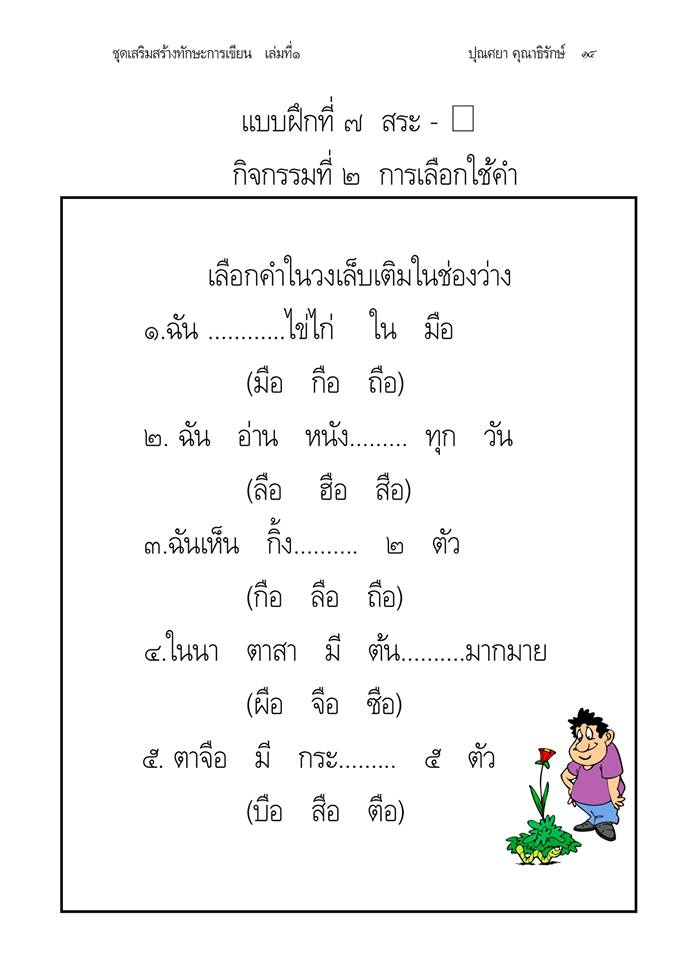 ชุดเสริมสร้างทักษะการเขียน เล่มที่๑ ปุณศยา คุณาธิรักษ์ ๑๔
แบบฝึกที่ ๗ สระ - □
กิจกรรมที่ ๒ การเลือกใช้คำ
เลือกคำในวงเล็บเติมในช่องว่าง
๑.ฉัน ............ไข่ไก่ ใน มือ
(มือ กือ ถือ)
๒. ฉัน อ่าน หนัง......... ทุก วัน
(ลือ ฮือ สือ)
๓.ฉันเห็น กิ้ง.......... ๒ ตัว
(กือ ลือ ถือ)
๔.ในนา ตาสา มี ต้น..........มากมาย
(ผือ จือ ซือ)
๕. ตาจือ มี กระ......... ๕ ตัว
(บือ สือ ตือ)